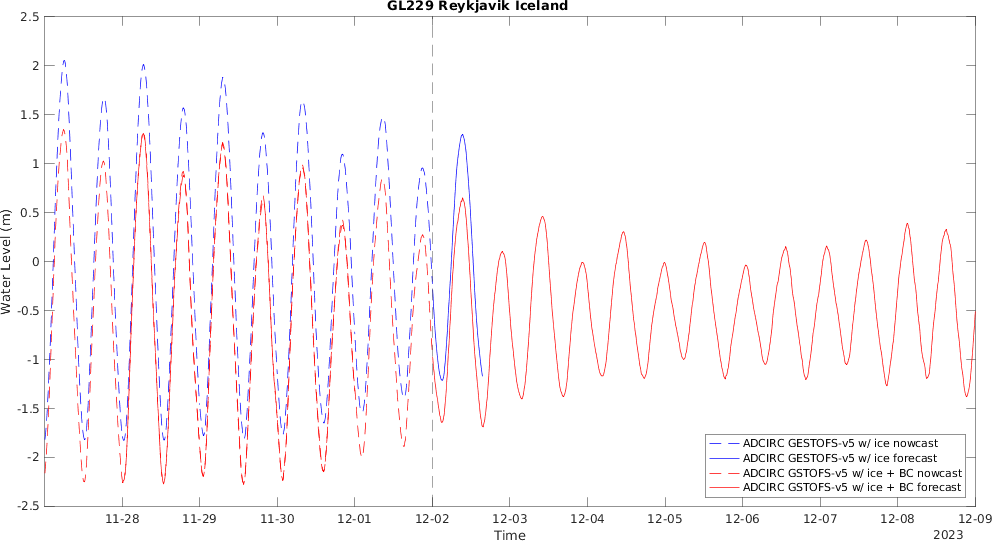 GL229 Reykjavik Iceland
2.5
2
1.5
1
0.5
0
-0.5
-1
-1.5
-2
-2.5
Water Level (m)
ADCIRC GESTOFS-v5 w/ ice nowcast
ADCIRC GESTOFS-v5 w/ ice forecast
ADCIRC GSTOFS-v5 w/ ice + BC nowcast
ADCIRC GSTOFS-v5 w/ ice + BC forecast
11-28 11-29 11-30 12-01 12-02 12-03 12-04 12-05 12-06 12-07 12-08 12-09
Time 2023